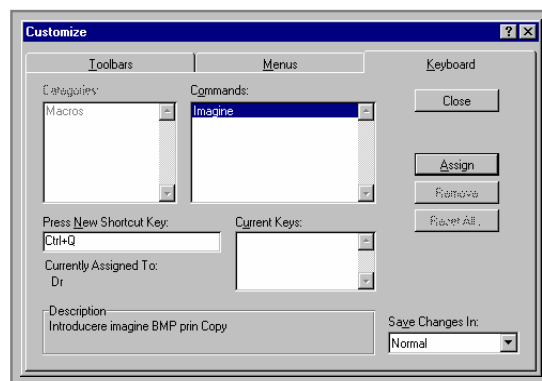 Customize
Toolbars Menus Keyboard
Categories: Commands:
Macros Imagine Close
Assign
Remove
Press New Shortcut Key: Current Keys: Reset All...
Ctrl+Q
Currently Assigned To:
Dr
Description
Introducere imagine BMP prin Copy Save Changes In:
Normal